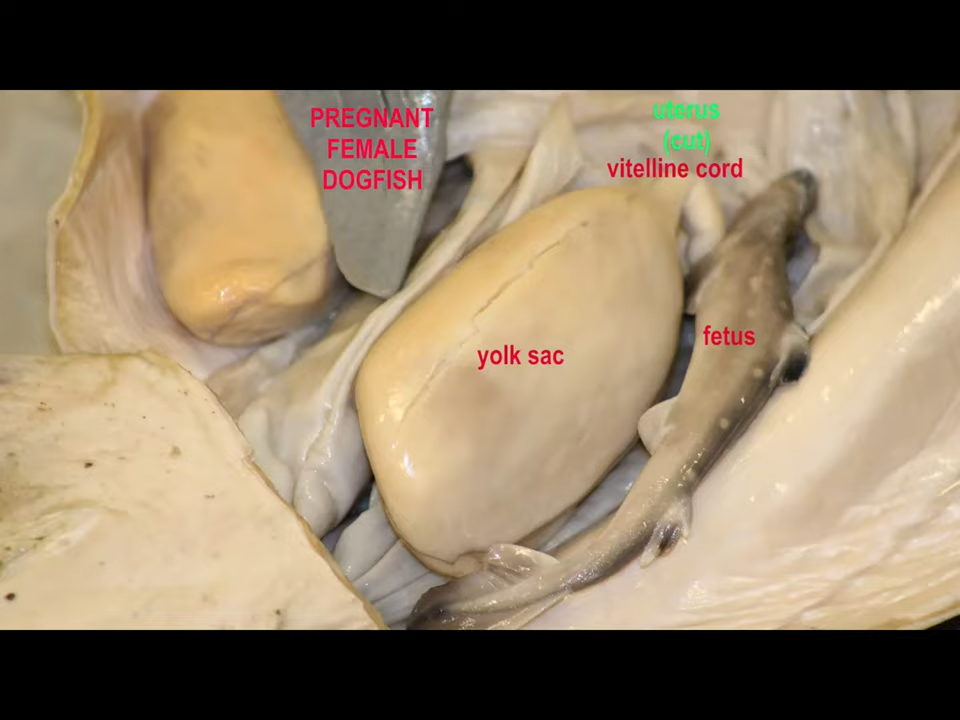 PREGNANT
FEMALE
DOGFISH
uterus
(cut)
vitelline cord
yolk sac
fetus